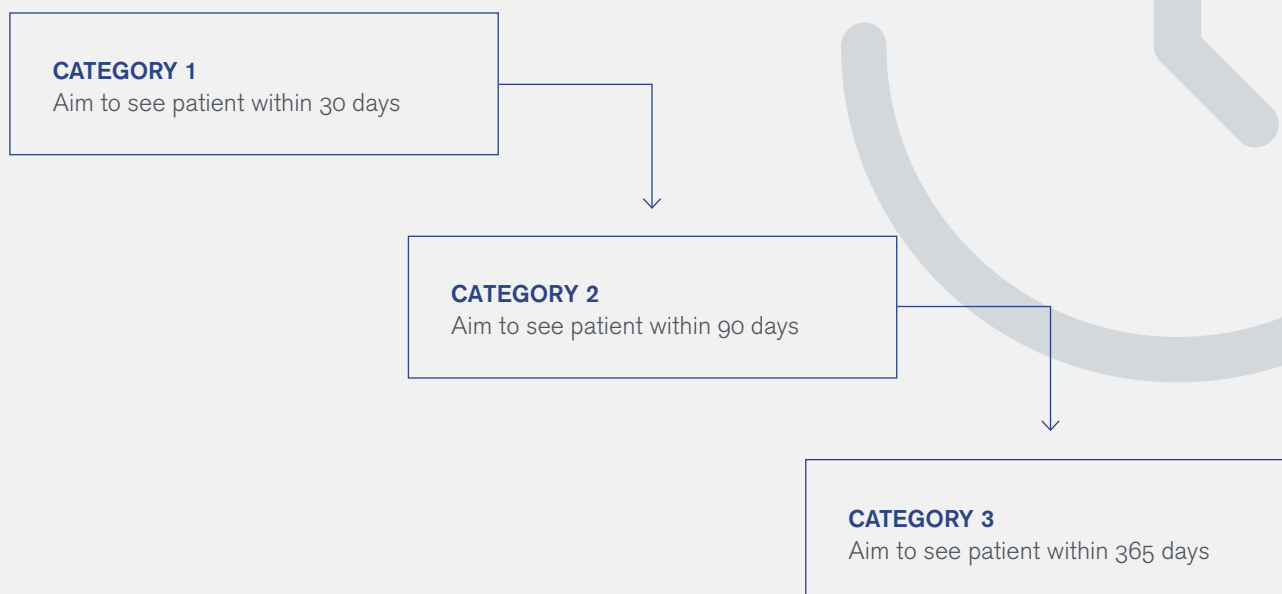 CATEGORY 1
Aim to see patient within 30 days
CATEGORY 2
Aim to see patient within 90 days
CATEGORY 3
Aim to see patient within 365 days